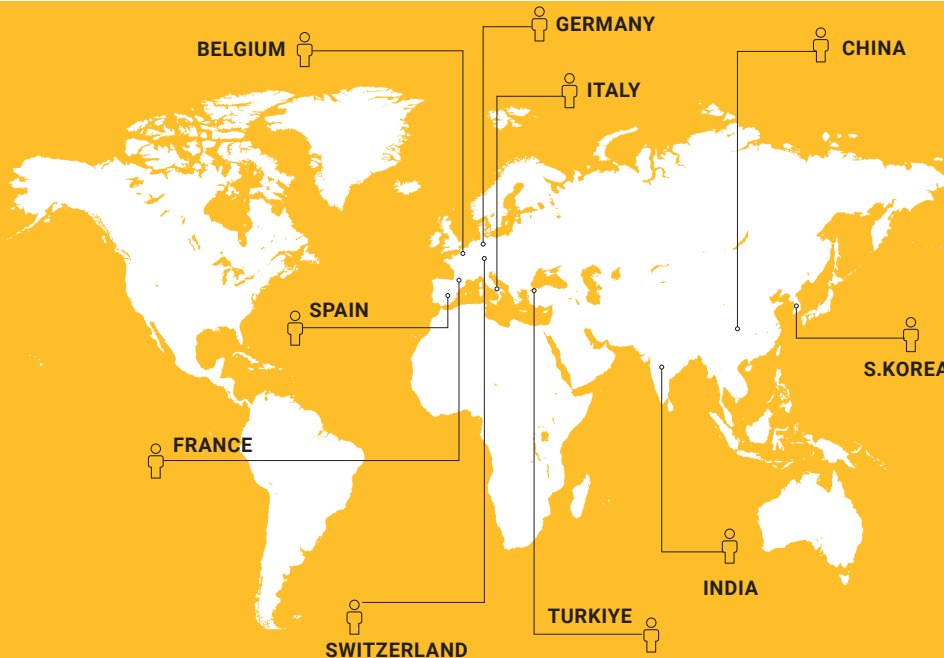 GERMANY
BELGIUM
CHINA
ITALY
SPAIN
S.KOREA
FRANCE
INDIA
TURKIYE
SWITZERLAND